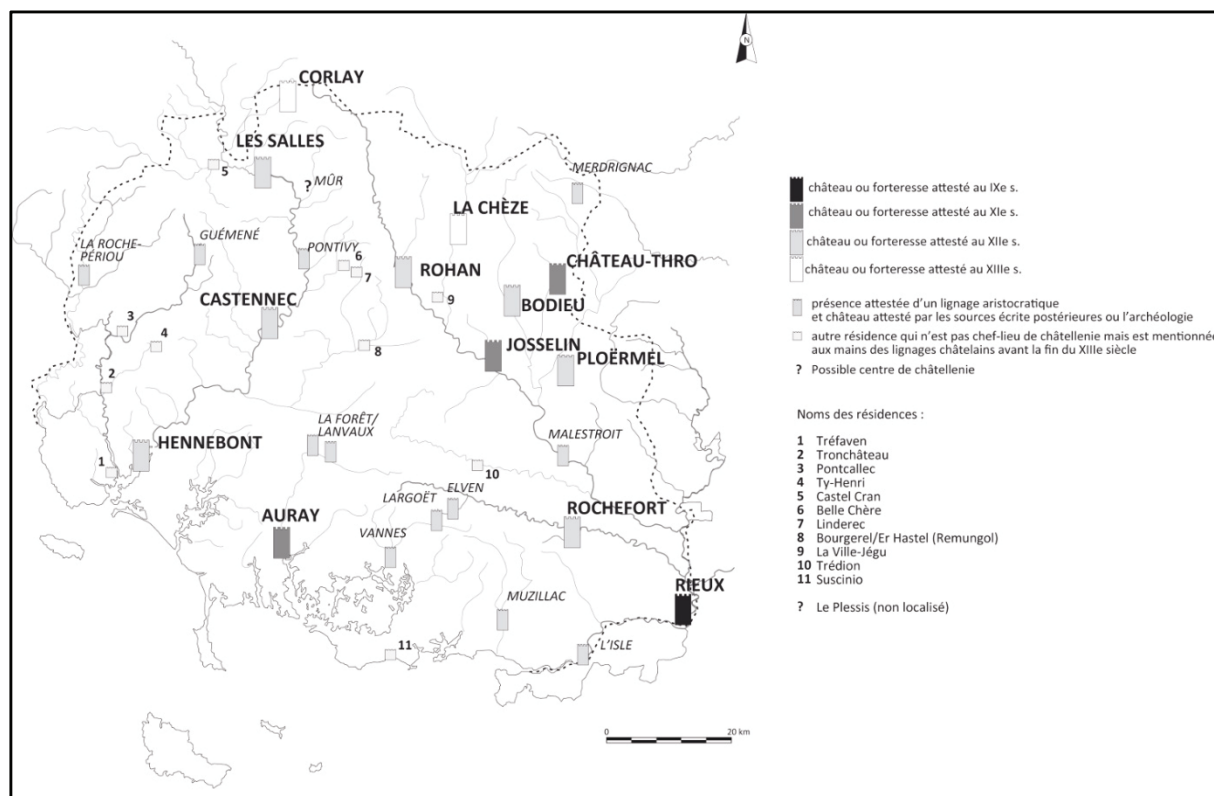 N
CORLAY
LES SALLES
5
?
MÛR
MERDRIGNAC
LA CHÈZE
LA ROCHE-
PÉRIOU
GUÉMENÉ
PONTIVY
6
7
ROHAN
CHÂTEAU-THRO
9
BODIEU
CASTENNEC
3
4
8
JOSSELIN
PLOËRMEL
2
LA FORÊT/
LANVAUX
MALESTROIT
HENNEBONT
1
10
LARGOËT
ELVEN
AURAY
ROCHEFORT
VANNES
RIEUX
MUZILLAC
11
L'ISLE
0
20 km
château ou forteresse attesté au IXe s.
château ou forteresse attesté au XIe s.
château ou forteresse attesté au XIIe s.
château ou forteresse attesté au XIIIe s.
présence attestée d'un lignage aristocratique
et château attesté par les sources écrite postérieures ou l'archéologie
autre résidence qui n'est pas chef-lieu de châtellenie mais est mentionnée
aux mains des lignages châtelains avant la fin du XIIIe siècle
? Possible centre de châtellenie
Noms des résidences :
1 Tréfaven
2 Tronchâteau
3 Pontcallec
4 Ty-Henri
5 Castel Cran
6 Belle Chère
7 Linderec
8 Bourgerel/Er Hastel (Remungol)
9 La Ville-Jégu
10 Trédion
11 Suscinio
? Le Plessis (non localisé)